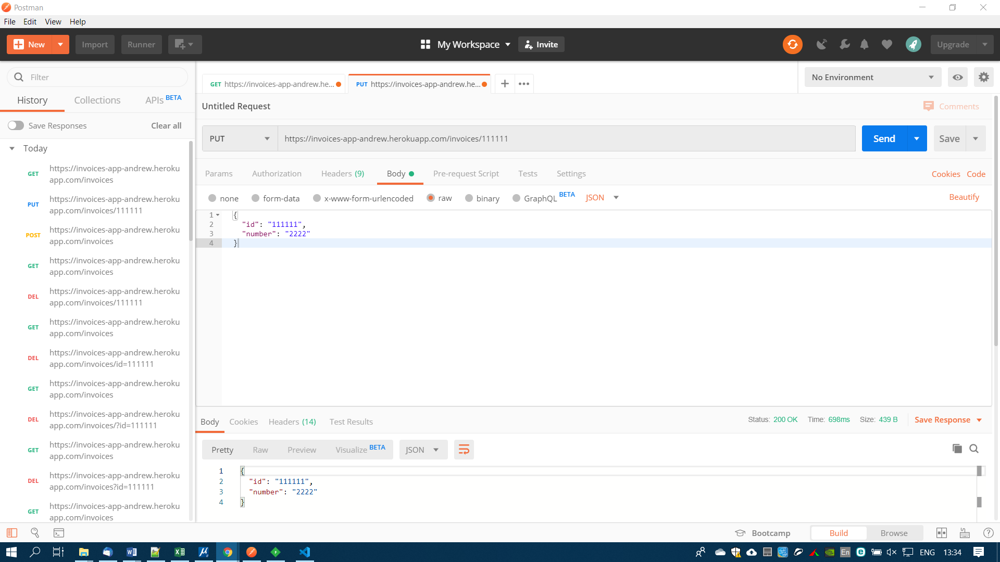 Postman
File Edit View Help
New Import Runner My Workspace Invite Upgrade
Filter
History Collections APIs BETA
Save Responses Clear all
Today
GET https://invoices-app-andrew.heroku
app.com/invoices
PUT https://invoices-app-andrew.heroku
app.com/invoices/111111
POST https://invoices-app-andrew.heroku
app.com/invoices
GET https://invoices-app-andrew.heroku
app.com/invoices
DEL https://invoices-app-andrew.heroku
app.com/invoices/111111
GET https://invoices-app-andrew.heroku
app.com/invoices
DEL https://invoices-app-andrew.heroku
app.com/invoices/id=111111
GET https://invoices-app-andrew.heroku
app.com/invoices
DEL https://invoices-app-andrew.heroku
app.com/invoices/?id=111111
GET https://invoices-app-andrew.heroku
app.com/invoices
DEL https://invoices-app-andrew.heroku
app.com/invoices?id=111111
GET https://invoices-app-andrew.heroku
app.com/invoices
GET https://invoices-app-andrew.he... PUT https://invoices-app-andrew.he...
No Environment
Untitled Request
Comments
PUT https://invoices-app-andrew.herokuapp.com/invoices/111111 Send Save
Params Authorization Headers (9) Body Pre-request Script Tests Settings Cookies Code
none form-data x-www-form-urlencoded raw binary GraphQL BETA JSON Beautify
1 {
2 "id": "111111",
3 "number": "2222"
4 }
Body Cookies Headers (14) Test Results Status: 200 OK Time: 698ms Size: 439 B Save Response
Pretty Raw Preview Visualize BETA JSON
1 {
2 "id": "111111",
3 "number": "2222"
4 }
Bootcamp Build Browse
En ENG 13:34